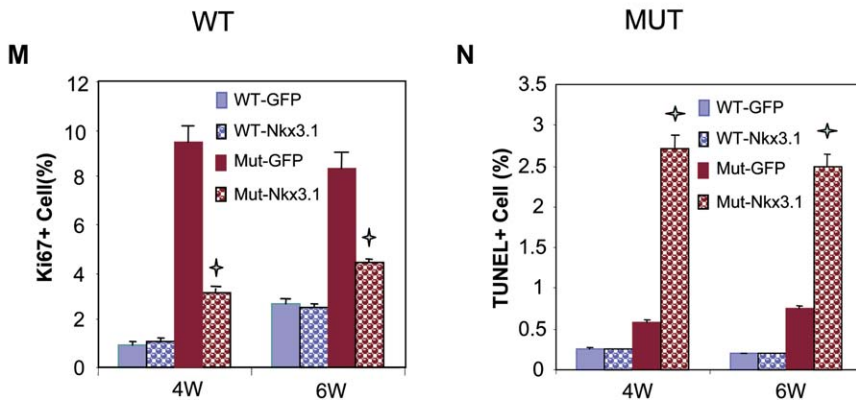 WT
MUT
M
Ki67+ Cell(%)
12
10
8
6
4
2
0
WT-GFP
WT-Nkx3.1
Mut-GFP
Mut-Nkx3.1
4W
6W
N
TUNEL+ Cell (%)
3.5
3
2.5
2
1.5
1
0.5
0
WT-GFP
WT-Nkx3.1
Mut-GFP
Mut-Nkx3.1
4W
6W